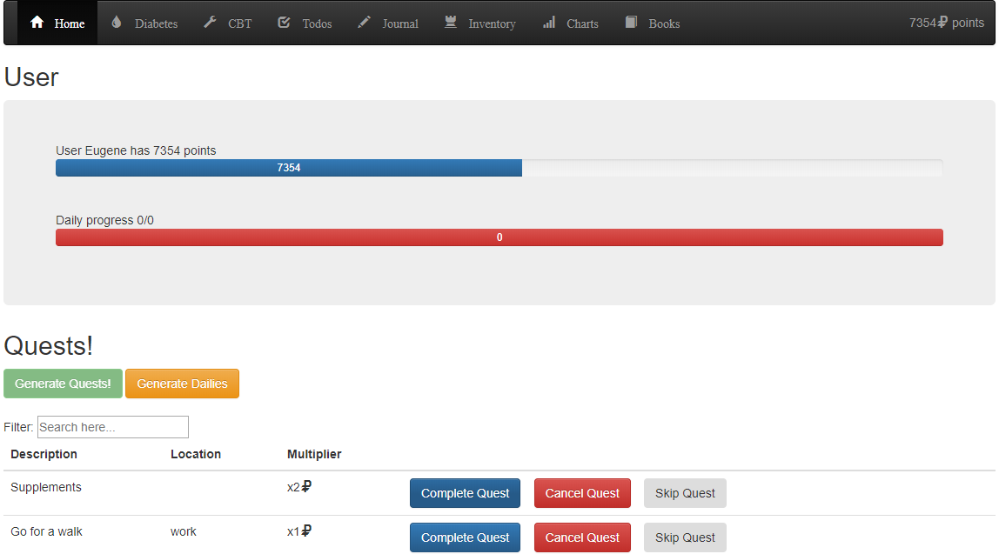 Home Diabetes CBT Todos Journal Inventory Charts Books 7354₽ points
User
User Eugene has 7354 points
7354
Daily progress 0/0
0
Quests!
Generate Quests! Generate Dailies
Filter: Search here...
Description Location Multiplier
Supplements x2₽ Complete Quest Cancel Quest Skip Quest
Go for a walk work x1₽ Complete Quest Cancel Quest Skip Quest